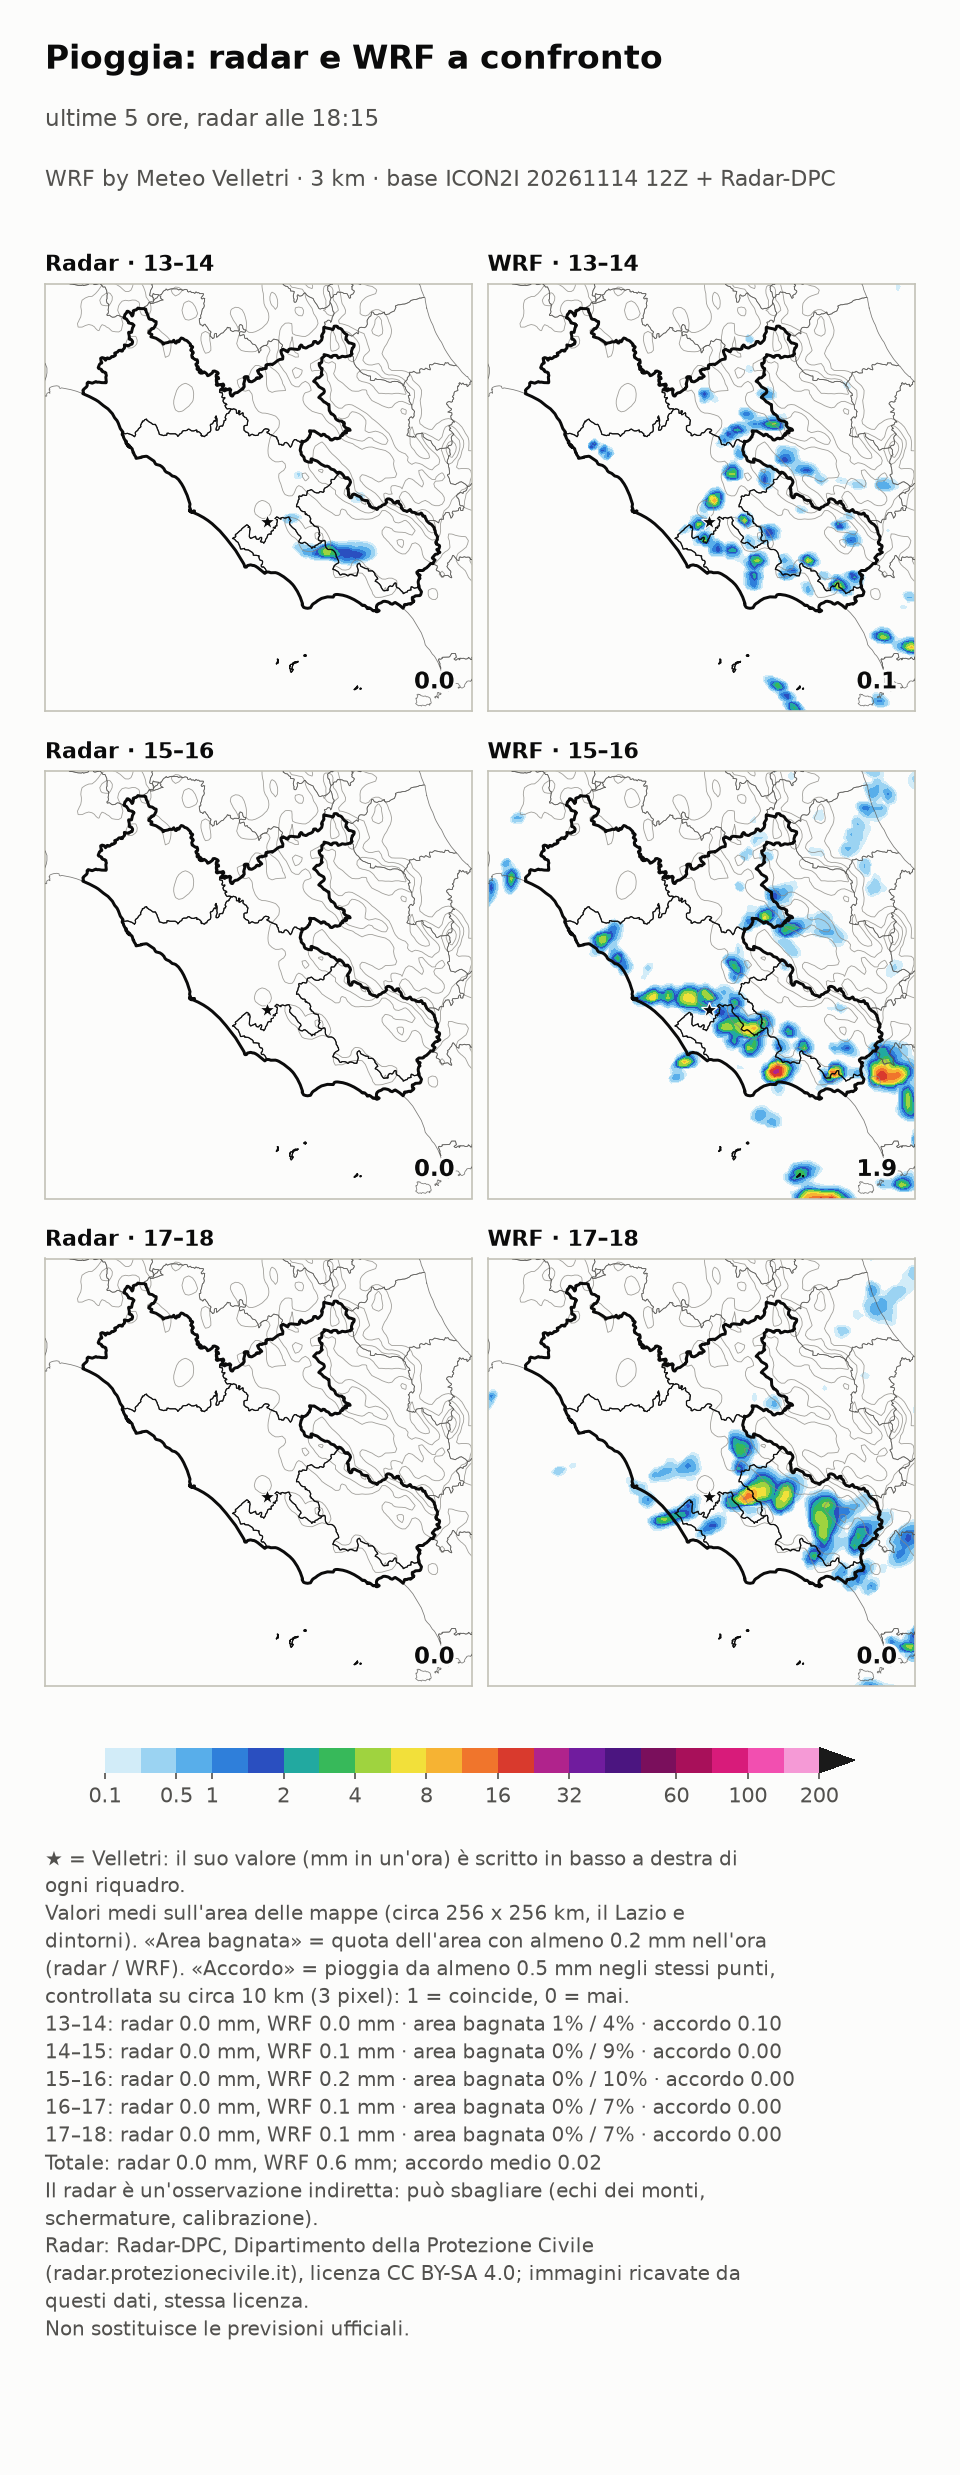 Pioggia: radar e WRF a confronto
ultime 5 ore, radar alle 18:15
WRF by Meteo Velletri · 3 km · base ICON2I 20261114 12Z + Radar-DPC
Radar · 13–14
WRF · 13–14
0.0
0.1
Radar · 15–16
WRF · 15–16
0.0
1.9
Radar · 17–18
WRF · 17–18
0.0
0.0
0.1 0.5 1 2 4 8 16 32 60 100 200
★ = Velletri: il suo valore (mm in un'ora) è scritto in basso a destra di
ogni riquadro.
Valori medi sull'area delle mappe (circa 256 x 256 km, il Lazio e
dintorni). «Area bagnata» = quota dell'area con almeno 0.2 mm nell'ora
(radar / WRF). «Accordo» = pioggia da almeno 0.5 mm negli stessi punti,
controllata su circa 10 km (3 pixel): 1 = coincide, 0 = mai.
13–14: radar 0.0 mm, WRF 0.0 mm · area bagnata 1% / 4% · accordo 0.10
14–15: radar 0.0 mm, WRF 0.1 mm · area bagnata 0% / 9% · accordo 0.00
15–16: radar 0.0 mm, WRF 0.2 mm · area bagnata 0% / 10% · accordo 0.00
16–17: radar 0.0 mm, WRF 0.1 mm · area bagnata 0% / 7% · accordo 0.00
17–18: radar 0.0 mm, WRF 0.1 mm · area bagnata 0% / 7% · accordo 0.00
Totale: radar 0.0 mm, WRF 0.6 mm; accordo medio 0.02
Il radar è un'osservazione indiretta: può sbagliare (echi dei monti,
schermature, calibrazione).
Radar: Radar-DPC, Dipartimento della Protezione Civile
(radar.protezionecivile.it), licenza CC BY-SA 4.0; immagini ricavate da
questi dati, stessa licenza.
Non sostituisce le previsioni ufficiali.